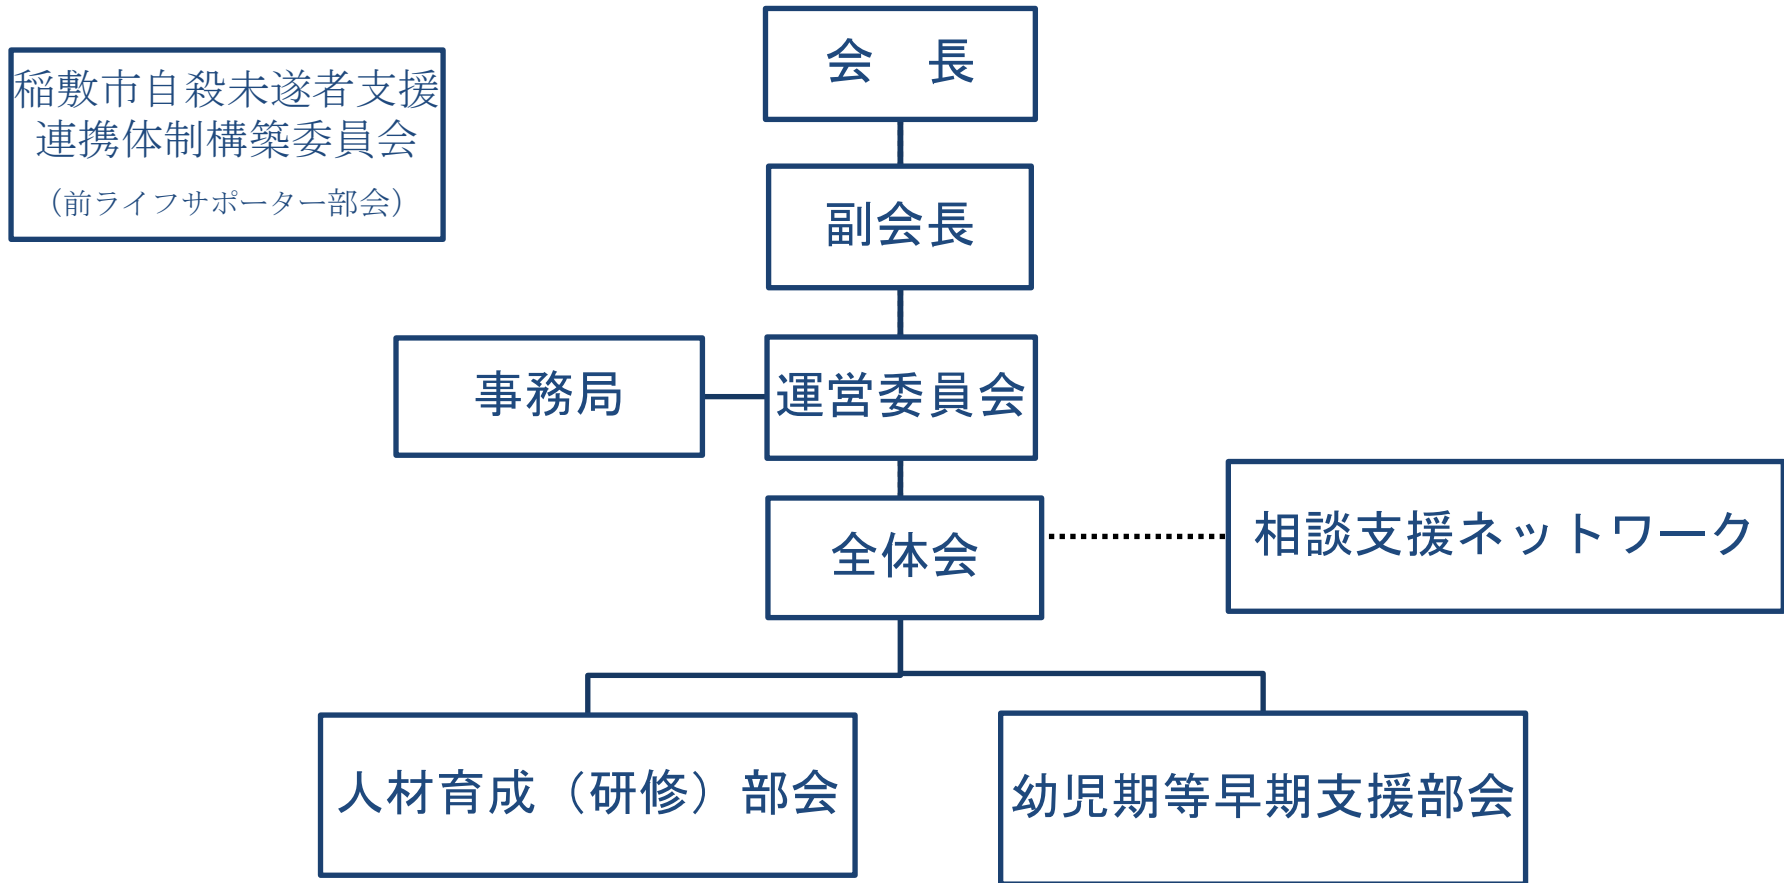 会　長
稲敷市自殺未遂者支援
連携体制構築委員会
（前ライフサポーター部会）
副会長
事務局
運営委員会
全体会
相談支援ネットワーク
人材育成（研修）部会
幼児期等早期支援部会